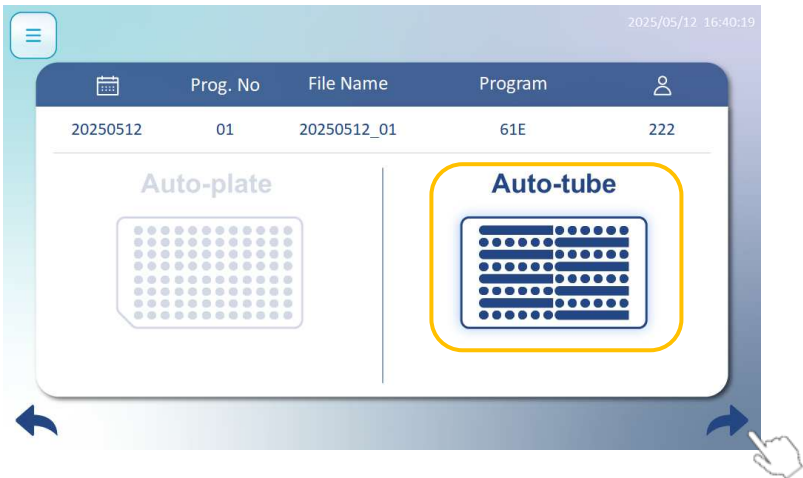 2025/05/12 16:40:19
Prog. No File Name Program
20250512 01 20250512_01 61E 222
Auto-plate Auto-tube